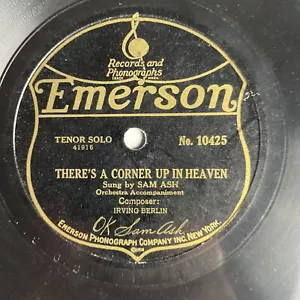 Records and
Phonographs
Emerson
TENOR SOLO
41916
No. 10425
THERE'S A CORNER UP IN HEAVEN
Sung by SAM ASH
Orchestra Accompaniment
Composer:
IRVING BERLIN
OK Sam Ash
EMERSON PHONOGRAPH COMPANY INC. NEW YORK.